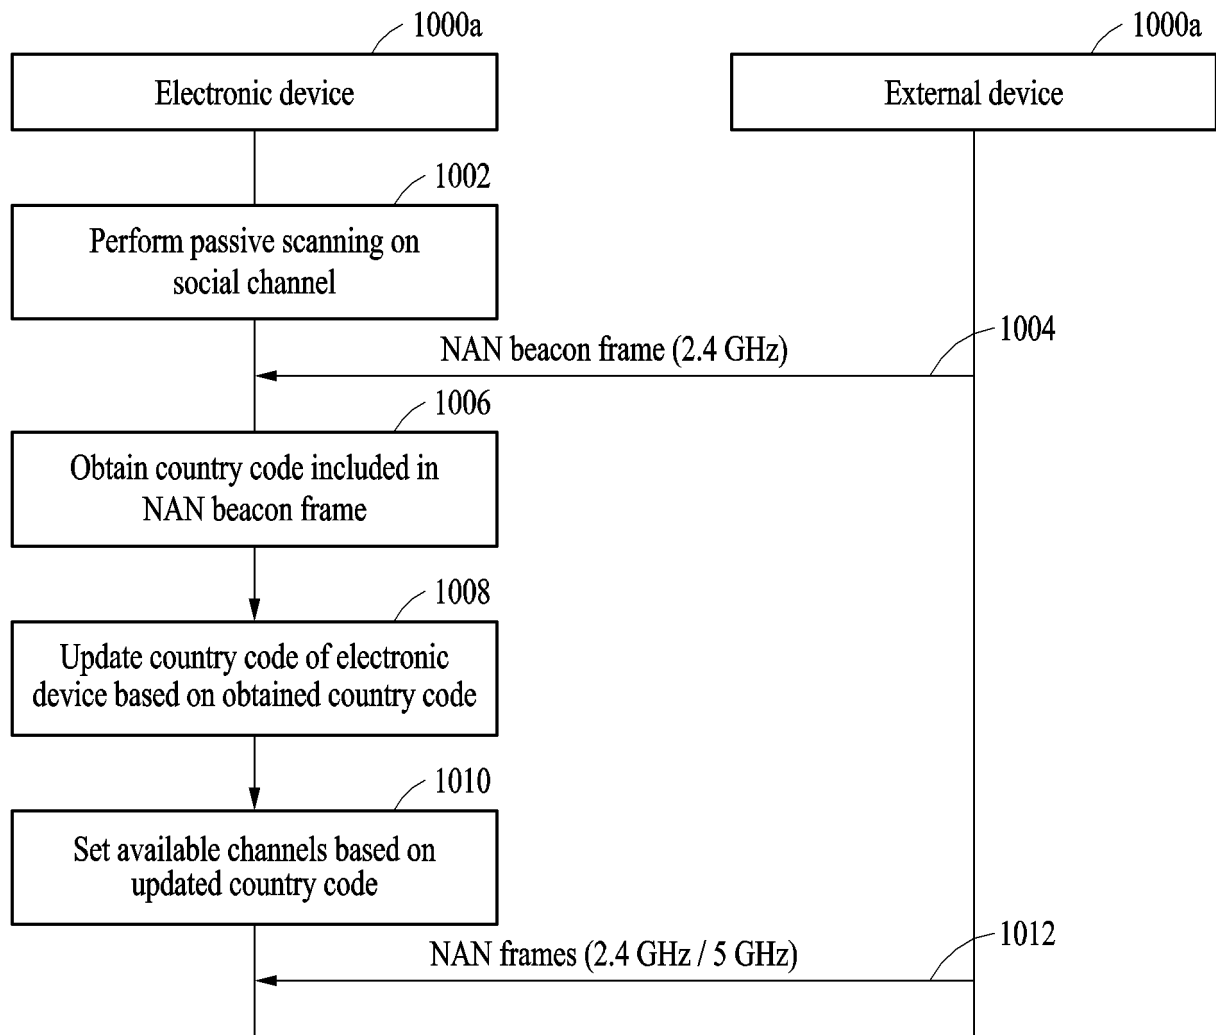 1000a
1000a
Electronic device
External device
1002
Perform passive scanning on
social channel
1004
NAN beacon frame (2.4 GHz)
1006
Obtain country code included in
NAN beacon frame
1008
Update country code of electronic
device based on obtained country code
1010
Set available channels based on
updated country code
1012
NAN frames (2.4 GHz / 5 GHz)